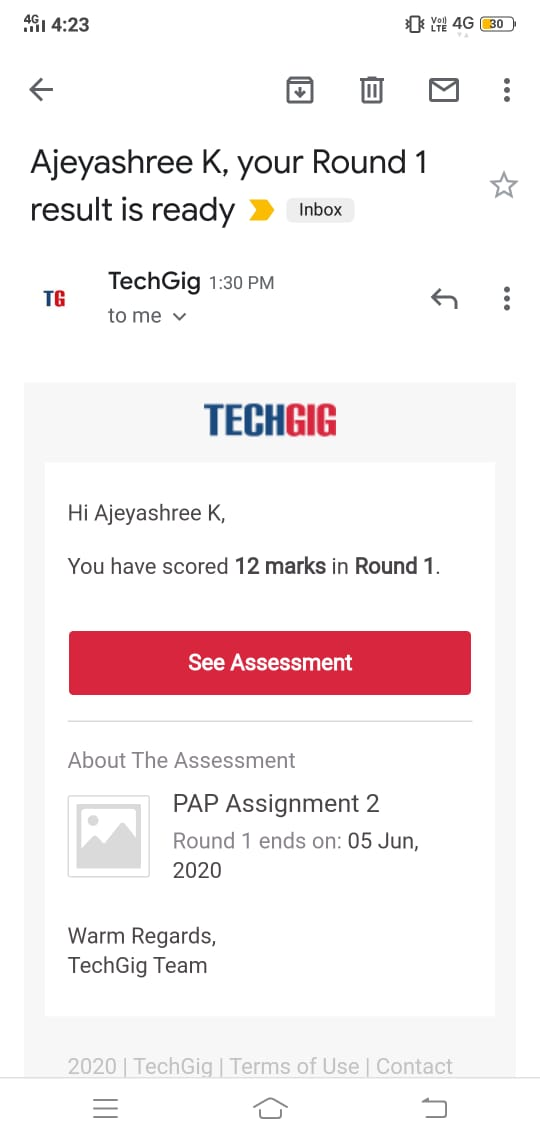 4G 4:23 VoLTE 4G 30
Ajeyashree K, your Round 1
result is ready Inbox
TG TechGig 1:30 PM
to me
TECHGIG
Hi Ajeyashree K,
You have scored 12 marks in Round 1.
See Assessment
About The Assessment
PAP Assignment 2
Round 1 ends on: 05 Jun,
2020
Warm Regards,
TechGig Team
2020 | TechGig | Terms of Use | Contact